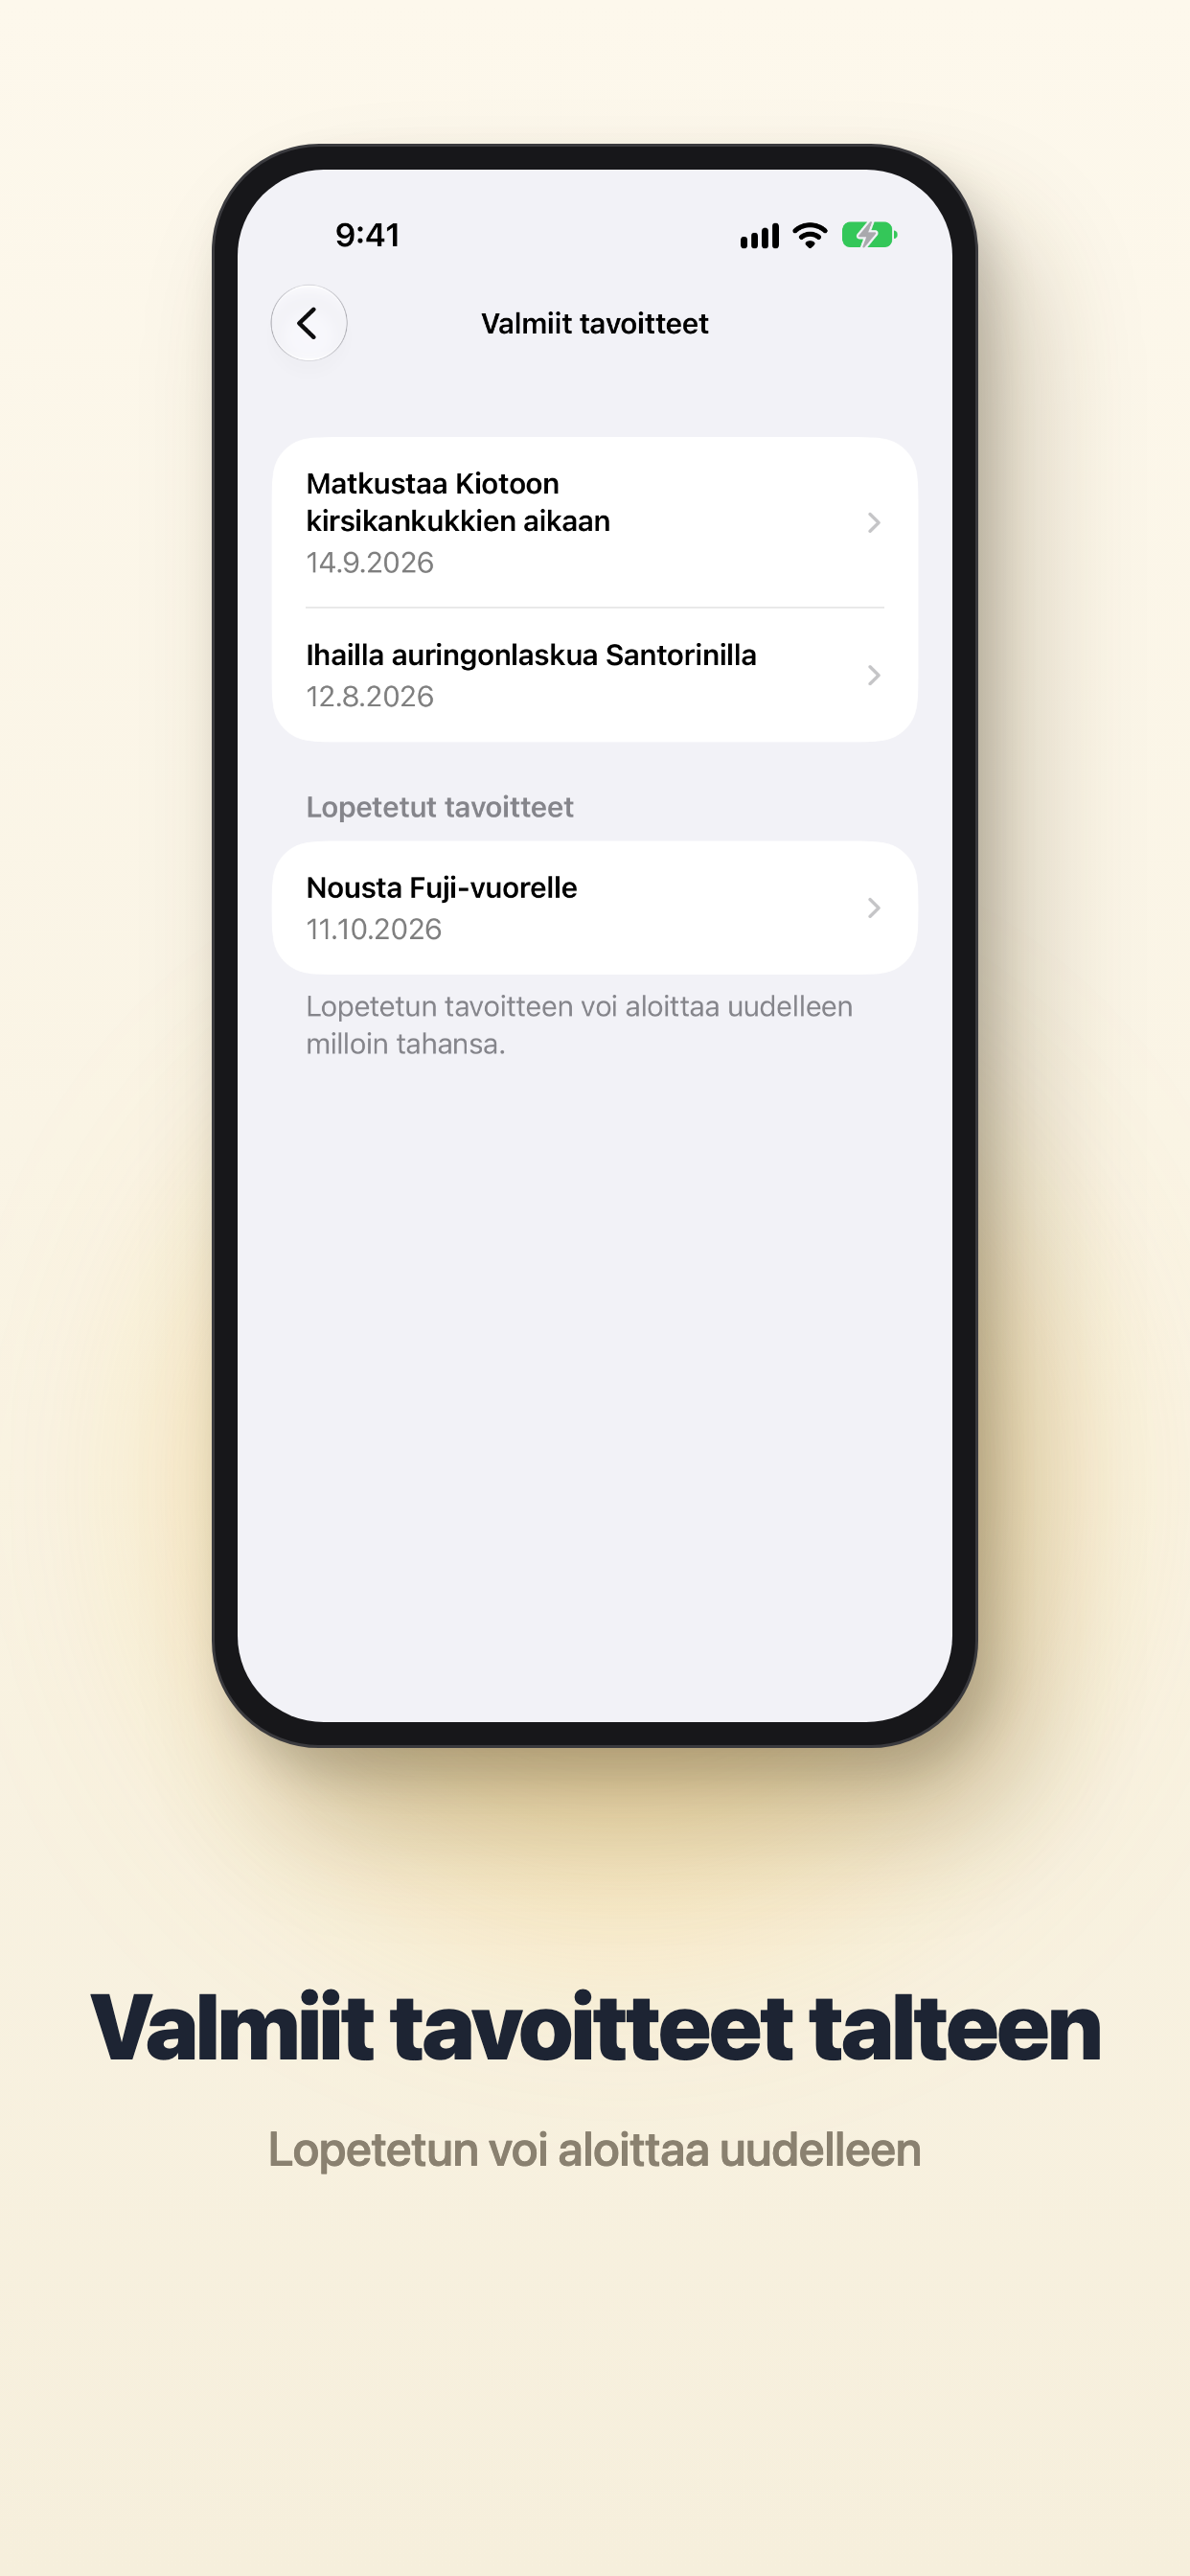 9:41
Valmiit tavoitteet
Matkustaa Kiotoon
kirsikankukkien aikaan
14.9.2026
Ihailla auringonlaskua Santorinilla
12.8.2026
Lopetetut tavoitteet
Nousta Fuji-vuorelle
11.10.2026
Lopetetun tavoitteen voi aloittaa uudelleen
milloin tahansa.
Valmiit tavoitteet talteen
Lopetetun voi aloittaa uudelleen